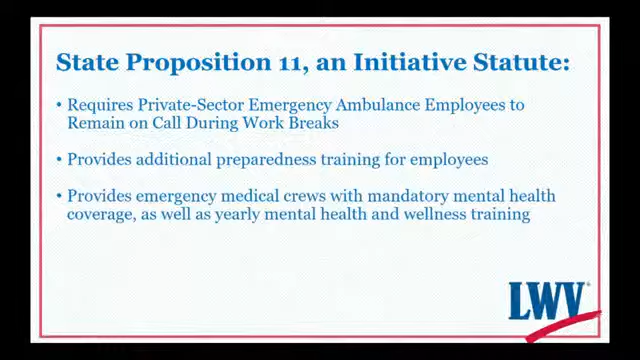 State Proposition 11, an Initiative Statute:
• Requires Private-Sector Emergency Ambulance Employees to
Remain on Call During Work Breaks
• Provides additional preparedness training for employees
• Provides emergency medical crews with mandatory mental health
coverage, as well as yearly mental health and wellness training
LWV